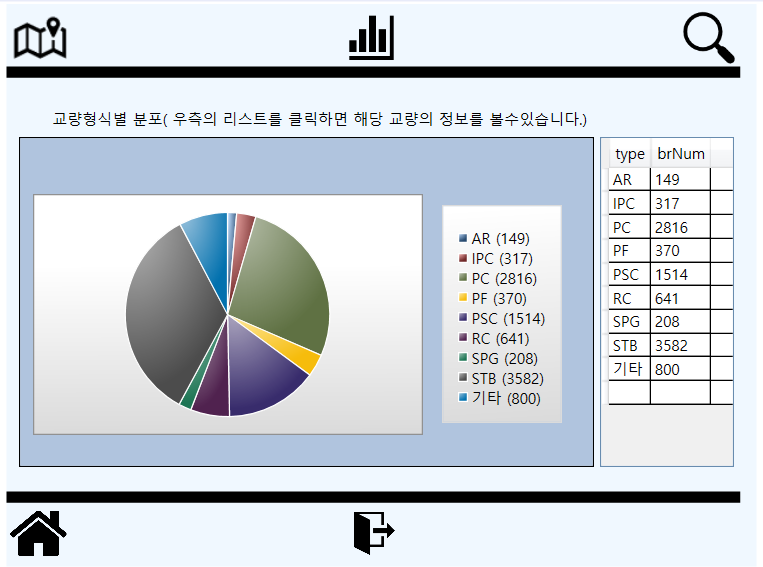 교량형식별 분포( 우측의 리스트를 클릭하면 해당 교량의 정보를 볼수있습니다.)
AR (149)
IPC (317)
PC (2816)
PF (370)
PSC (1514)
RC (641)
SPG (208)
STB (3582)
기타 (800)
type brNum
AR 149
IPC 317
PC 2816
PF 370
PSC 1514
RC 641
SPG 208
STB 3582
기타 800